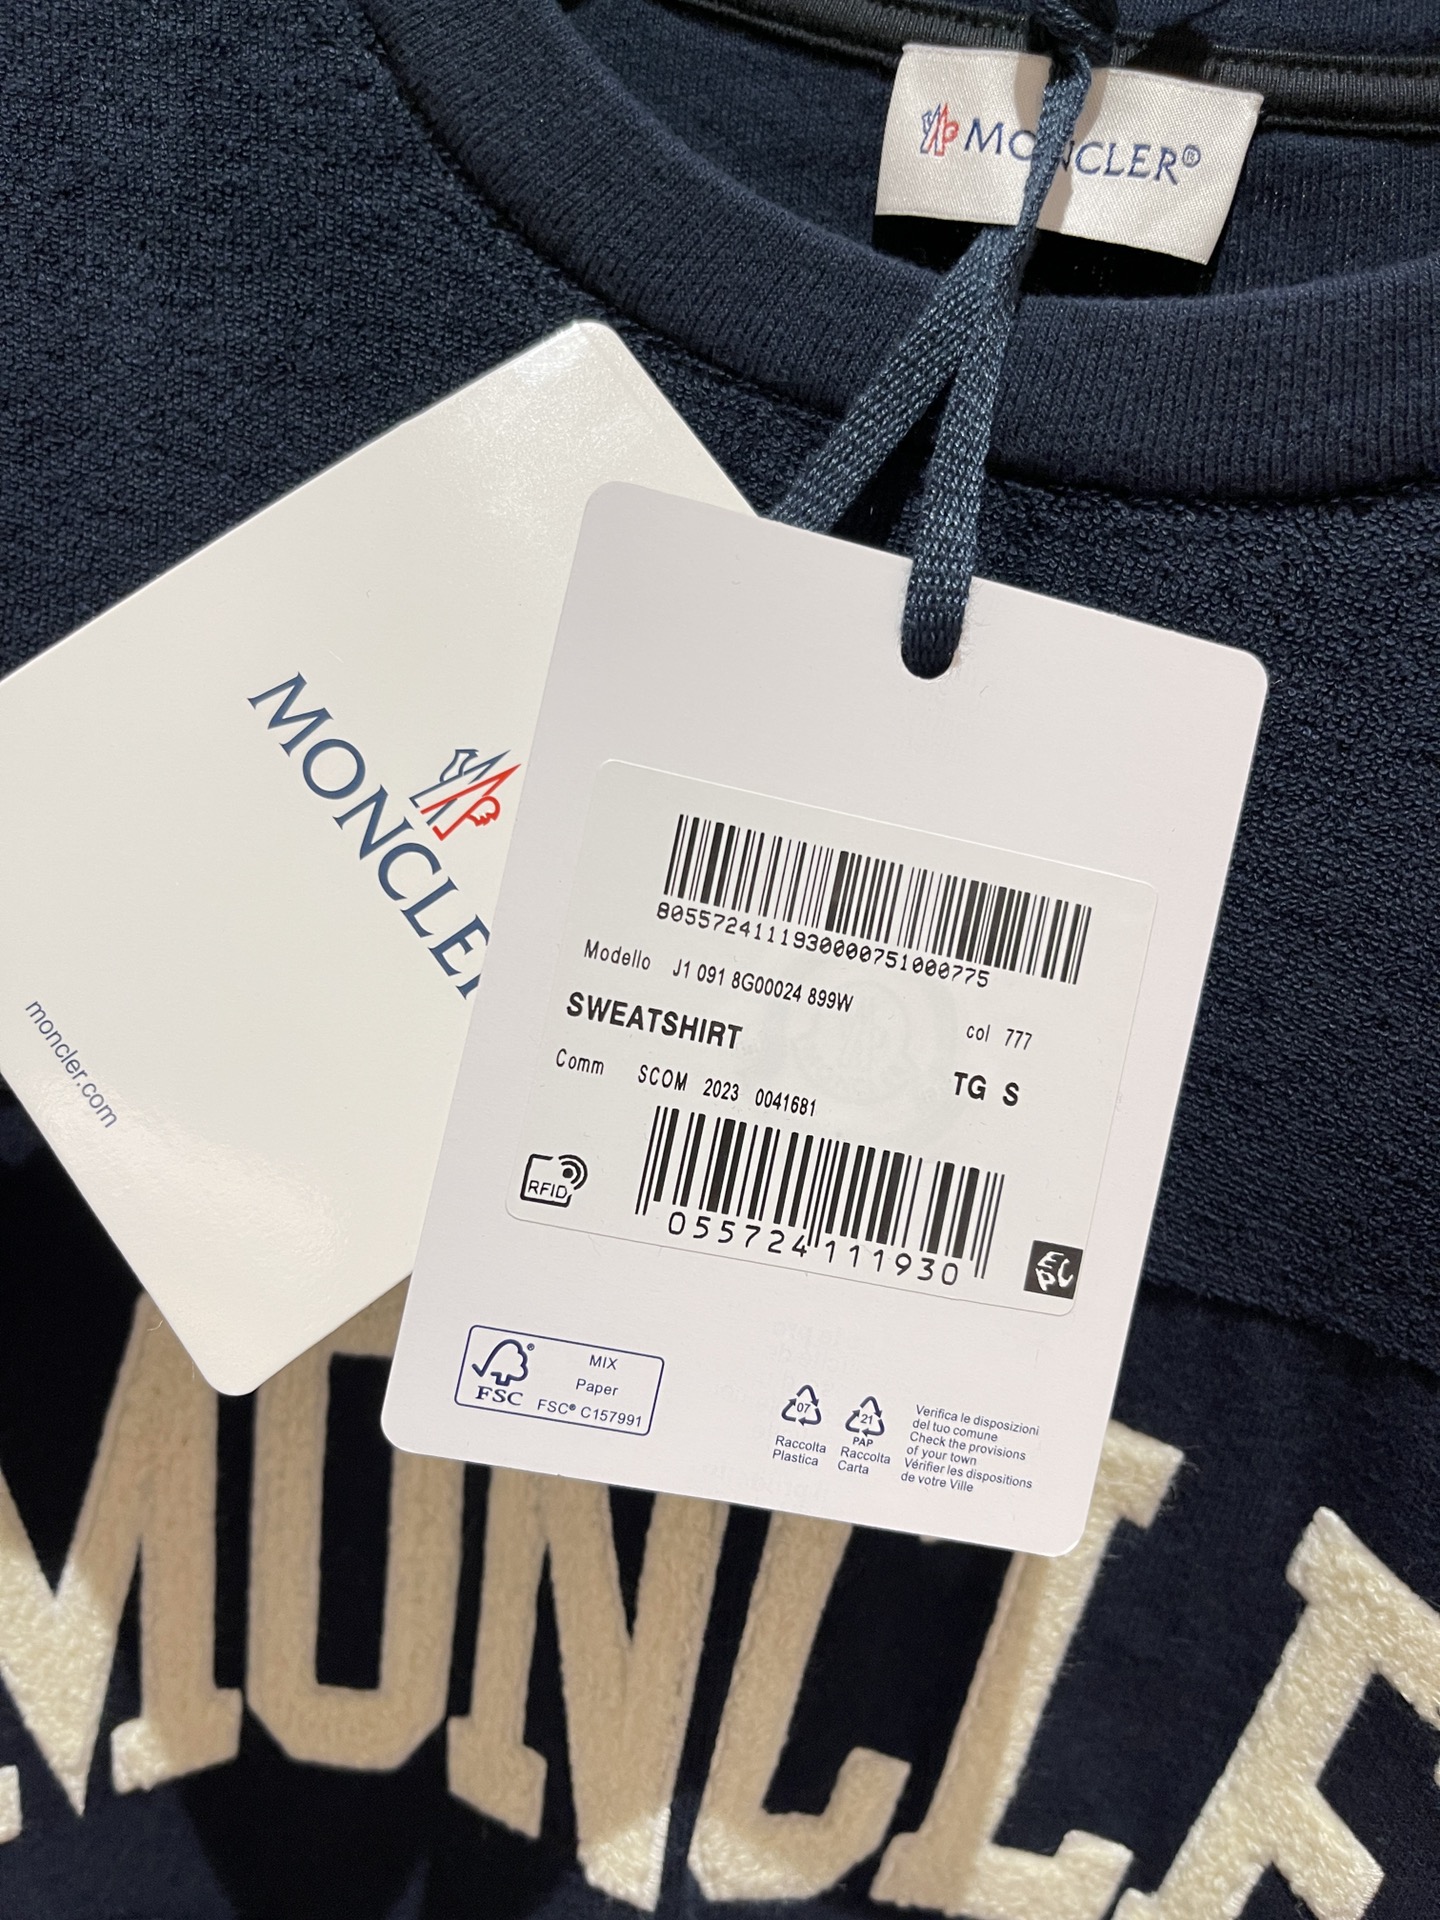 MONCLER®
MONCLER
moncler.com
8055724111930000751000775
Modello J1 091 8G00024 899W
SWEATSHIRT
col 777
Comm SCOM 2023 0041681
TG S
RFID
055724 111930
FSC
MIX
Paper
FSC® C157991
07
Raccolta
Plastica
21
PAP
Raccolta
Carta
Verifica le disposizioni
del tuo comune
Check the provisions
of your town
Vérifier les dispositions
de votre Ville
MONCLE